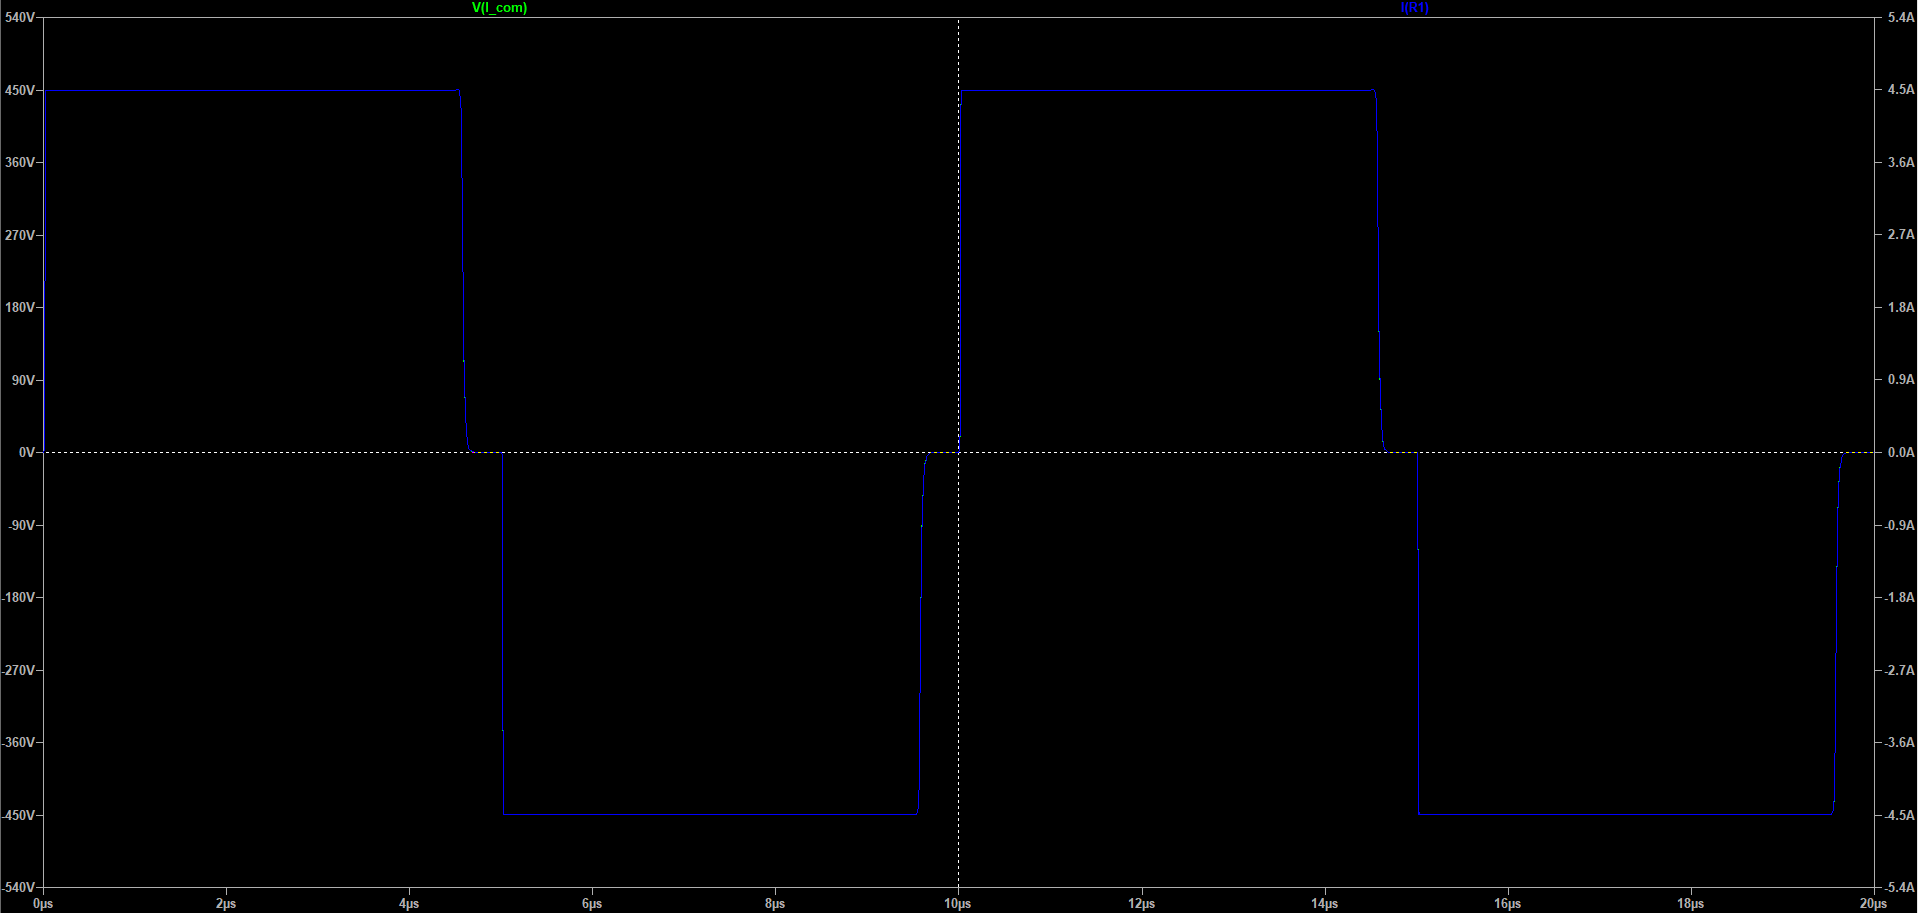 V(I_com) I(R1)
540V 5.4A
450V 4.5A
360V 3.6A
270V 2.7A
180V 1.8A
90V 0.9A
0V 0.0A
-90V -0.9A
-180V -1.8A
-270V -2.7A
-360V -3.6A
-450V -4.5A
-540V -5.4A
0µs 2µs 4µs 6µs 8µs 10µs 12µs 14µs 16µs 18µs 20µs